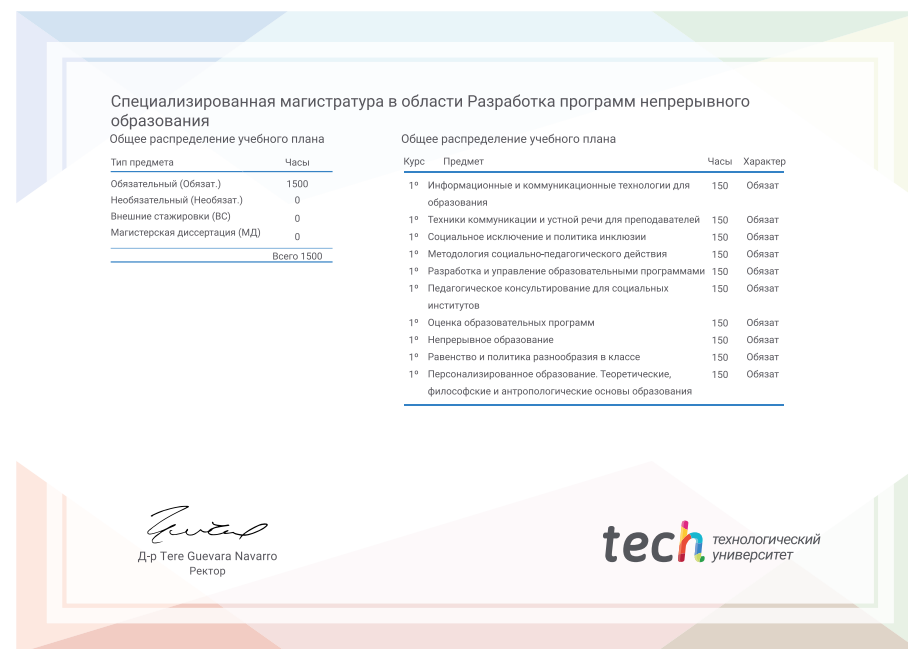 Специализированная магистратура в области Разработка программ непрерывного
образования
Общее распределение учебного плана
Тип предмета Часы
Обязательный (Обязат.) 1500
Необязательный (Необязат.) 0
Внешние стажировки (ВС) 0
Магистерская диссертация (МД) 0
Всего 1500
Общее распределение учебного плана
Курс Предмет Часы Характер
1º Информационные и коммуникационные технологии для 150 Обязат
образования
1º Техники коммуникации и устной речи для преподавателей 150 Обязат
1º Социальное исключение и политика инклюзии 150 Обязат
1º Методология социально-педагогического действия 150 Обязат
1º Разработка и управление образовательными программами 150 Обязат
1º Педагогическое консультирование для социальных 150 Обязат
институтов
1º Оценка образовательных программ 150 Обязат
1º Непрерывное образование 150 Обязат
1º Равенство и политика разнообразия в классе 150 Обязат
1º Персонализированное образование. Теоретические, 150 Обязат
философские и антропологические основы образования
Д-р Tere Guevara Navarro
Ректор
tech технологический
университет